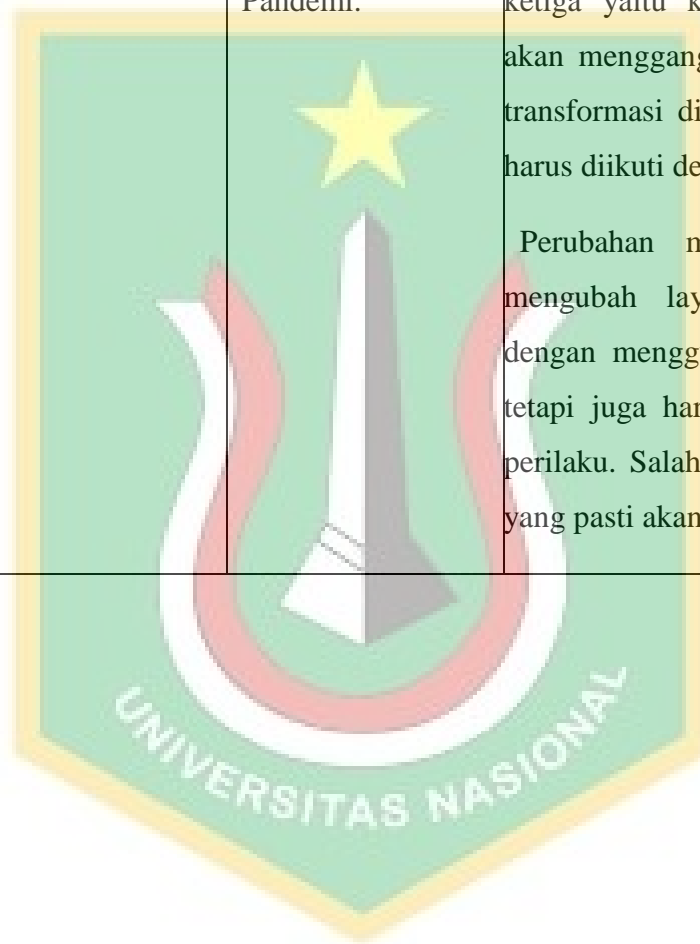 Pandemi.
ketiga yaitu k
akan menggang
transformasi di
harus diikuti de
Perubahan m
mengubah lay
dengan mengg
tetapi juga har
perilaku. Salah
yang pasti akan
UNIVERSITAS NASIONAL